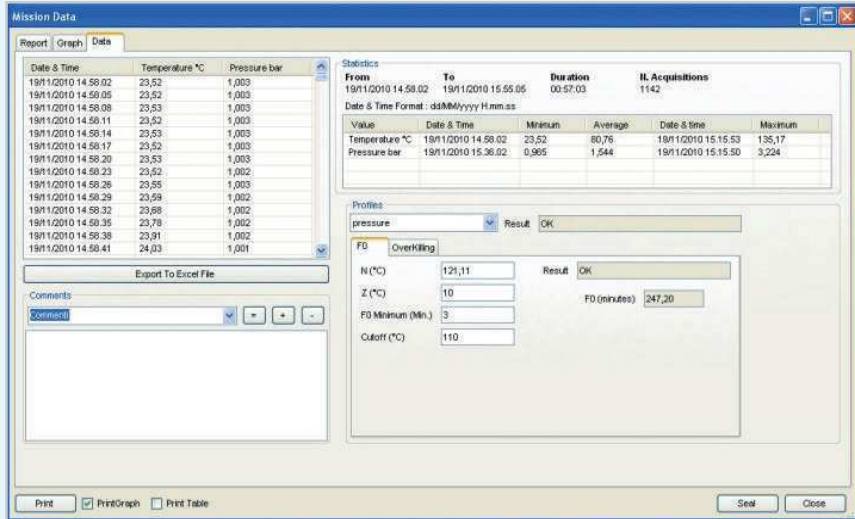 Mission Data
Report Graph Data
Date & Time Temperature °C Pressure bar
19/11/2010 14.58.02 23,52 1,003
19/11/2010 14.58.05 23,52 1,003
19/11/2010 14.58.08 23,53 1,003
19/11/2010 14.58.11 23,52 1,003
19/11/2010 14.58.14 23,53 1,003
19/11/2010 14.58.17 23,52 1,003
19/11/2010 14.58.20 23,53 1,003
19/11/2010 14.58.23 23,52 1,002
19/11/2010 14.58.26 23,55 1,003
19/11/2010 14.58.29 23,59 1,002
19/11/2010 14.58.32 23,68 1,002
19/11/2010 14.58.35 23,78 1,002
19/11/2010 14.58.38 23,91 1,002
19/11/2010 14.58.41 24,03 1,001
Export To Excel File
Comments
Commenti
= + -
Statistics
From To Duration N. Acquisitions
19/11/2010 14.58.02 19/11/2010 15.55.05 00:57:03 1142
Date & Time Format : dd/MM/yyyy H.mm.ss
Value Date & Time Minimum Average Date & time Maximum
Temperature °C 19/11/2010 14.58.02 23,52 80,76 19/11/2010 15.15.53 135,17
Pressure bar 19/11/2010 15.36.02 0,965 1,544 19/11/2010 15.15.50 3,224
Profiles
pressure Result OK
F0 OverKilling
N (°C) 121,11 Result OK
Z (°C) 10 F0 (minutes) 247,20
F0 Minimum (Min.) 3
Cutoff (°C) 110
Print PrintGraph Print Table Seal Close